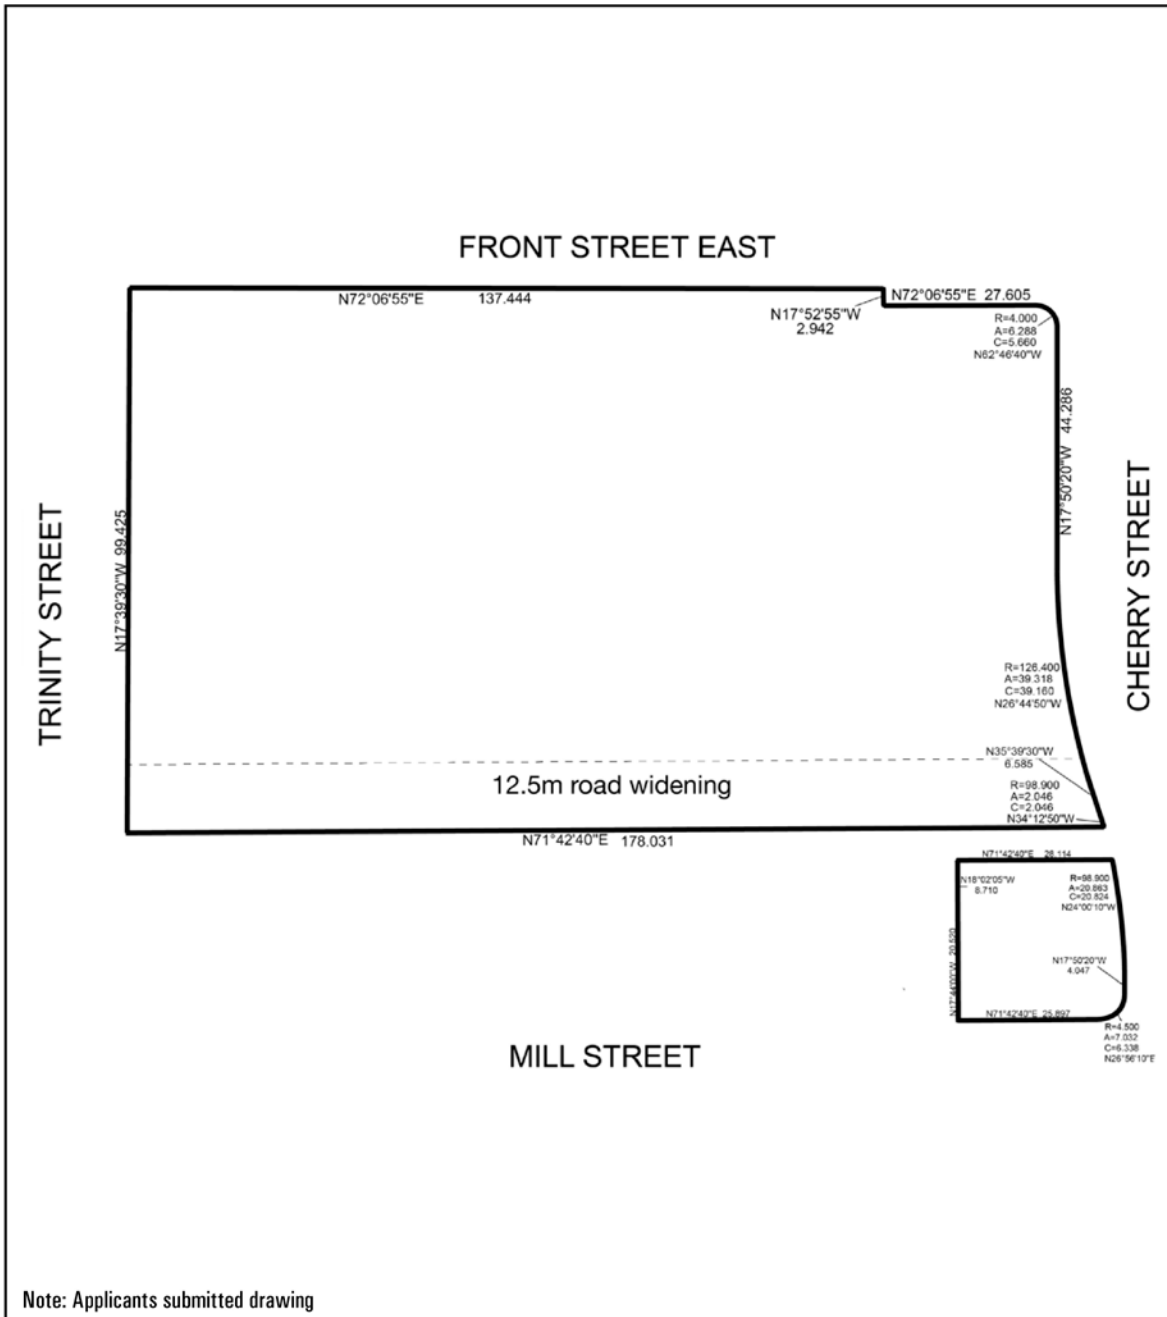 FRONT STREET EAST
N72°06'55"E 137.444
N17°52'55"W
2.942
N72°06'55"E 27.605
R=4.000
A=6.288
C=5.660
N62°46'40"W
N17°50'20"W 44.286
TRINITY STREET
N17°39'30"W 99.425
CHERRY STREET
R=126.400
A=39.318
C=39.160
N26°44'50"W
N35°39'30"W
6.585
12.5m road widening
R=98.900
A=2.046
C=2.046
N34°12'50"W
N71°42'40"E 178.031
N71°42'40"E 28.114
N18°02'05"W
8.710
R=98.900
A=20.863
C=20.824
N24°00'10"W
N17°44'00"W 20.520
N17°50'20"W
4.047
N71°42'40"E 25.897
R=4.500
A=7.032
C=6.338
N26°56'10"E
MILL STREET
Note: Applicants submitted drawing